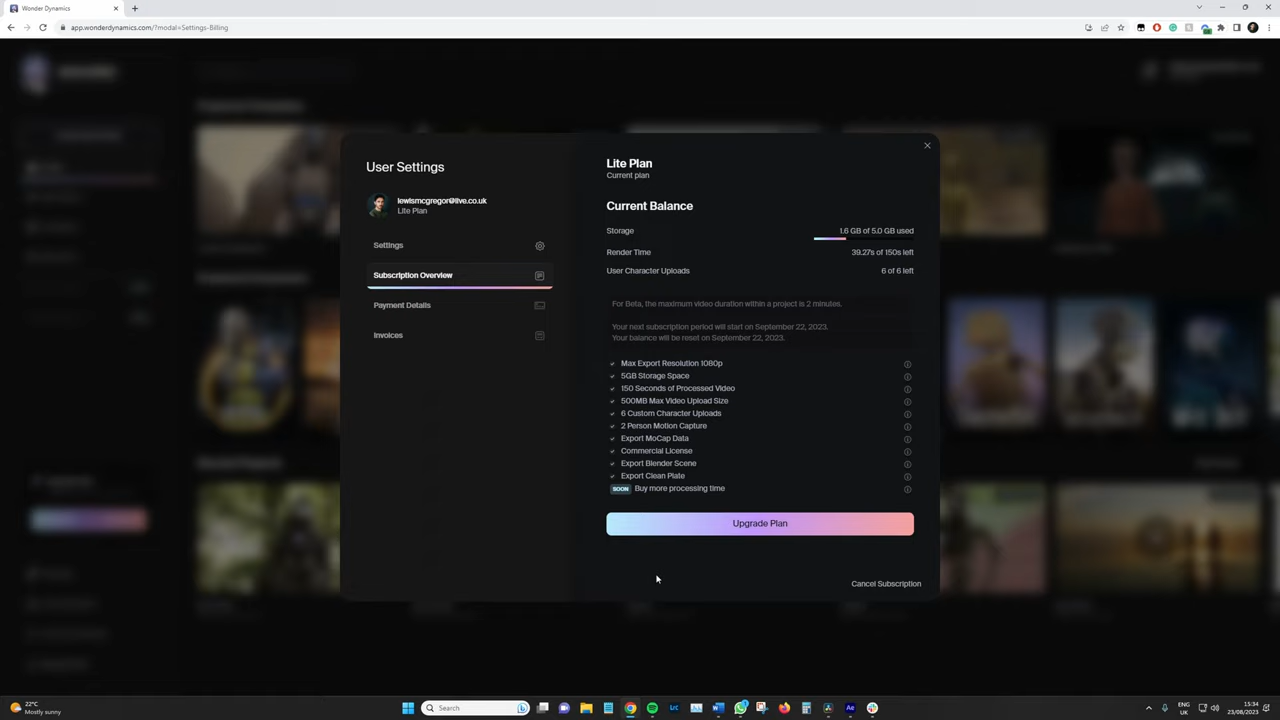 Wonder Dynamics
app.wonderdynamics.com/?modal=Settings-Billing
User Settings
lewismcgregor@live.co.uk
Lite Plan
Settings
Subscription Overview
Payment Details
Invoices
Lite Plan
Current plan
Current Balance
Storage 1.6 GB of 5.0 GB used
Render Time 39.27s of 150s left
User Character Uploads 6 of 6 left
For Beta, the maximum video duration within a project is 2 minutes.
Your next subscription period will start on September 22, 2023.
Your balance will be reset on September 22, 2023.
Max Export Resolution 1080p
5GB Storage Space
150 Seconds of Processed Video
500MB Max Video Upload Size
6 Custom Character Uploads
2 Person Motion Capture
Export MoCap Data
Commercial License
Export Blender Scene
Export Clean Plate
SOON Buy more processing time
Upgrade Plan
Cancel Subscription
22°C
Mostly sunny
Search
ENG
UK
15:34
23/08/2023